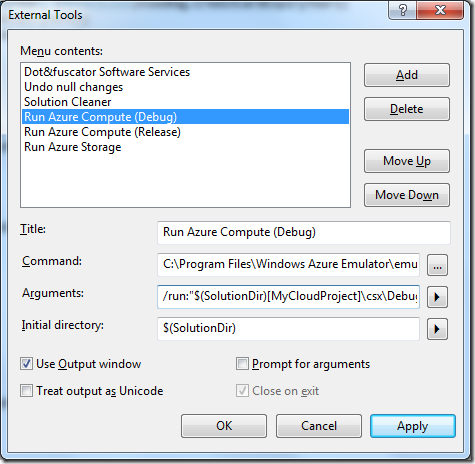 External Tools
?
Menu contents:
Dot&fuscator Software Services
Undo null changes
Solution Cleaner
Run Azure Compute (Debug)
Run Azure Compute (Release)
Run Azure Storage
Add
Delete
Move Up
Move Down
Title: Run Azure Compute (Debug)
Command: C:\Program Files\Windows Azure Emulator\emu ...
Arguments: /run:"$(SolutionDir)[MyCloudProject]\csx\Debug
Initial directory: $(SolutionDir)
Use Output window Prompt for arguments
Treat output as Unicode Close on exit
OK Cancel Apply